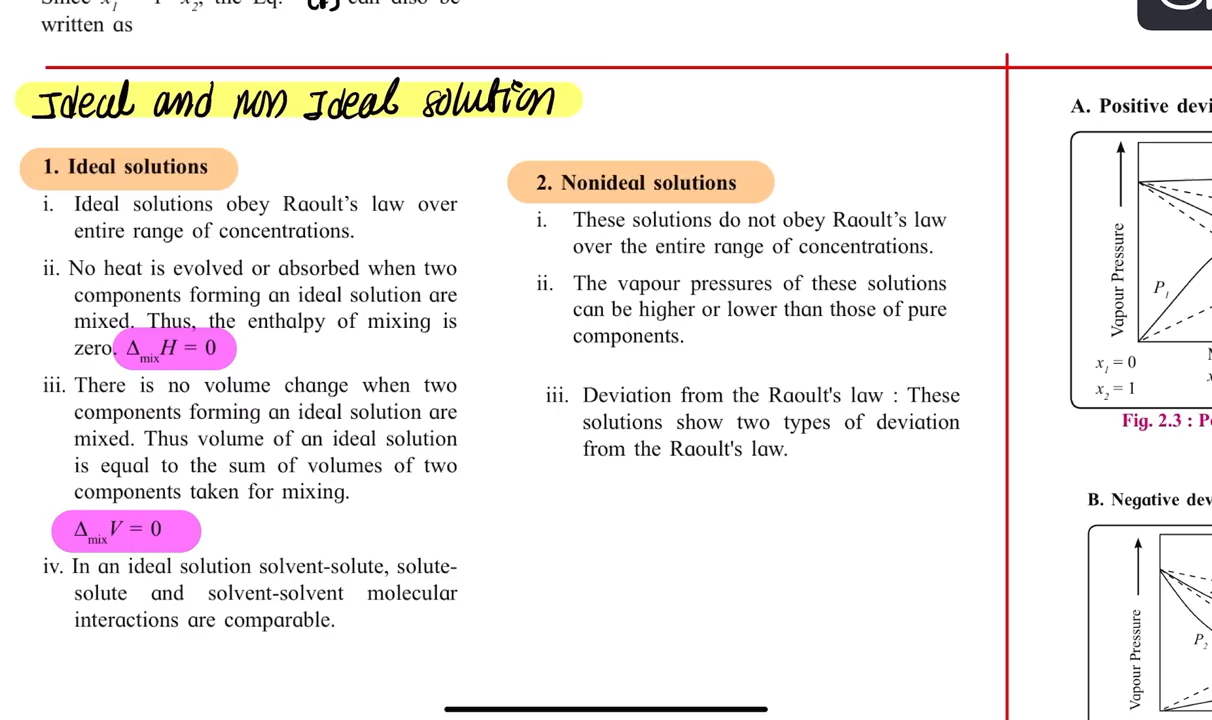 written as
Ideal and non Ideal solution
1. Ideal solutions
i. Ideal solutions obey Raoult's law over
entire range of concentrations.
ii. No heat is evolved or absorbed when two
components forming an ideal solution are
mixed. Thus, the enthalpy of mixing is
zero. ΔmixH = 0
iii. There is no volume change when two
components forming an ideal solution are
mixed. Thus volume of an ideal solution
is equal to the sum of volumes of two
components taken for mixing.
ΔmixV = 0
iv. In an ideal solution solvent-solute, solute-
solute and solvent-solvent molecular
interactions are comparable.
2. Nonideal solutions
i. These solutions do not obey Raoult's law
over the entire range of concentrations.
ii. The vapour pressures of these solutions
can be higher or lower than those of pure
components.
iii. Deviation from the Raoult's law : These
solutions show two types of deviation
from the Raoult's law.
A. Positive devi
Vapour Pressure
P1
x1 = 0
x2 = 1
Fig. 2.3 : P
B. Negative dev
Vapour Pressure
P2